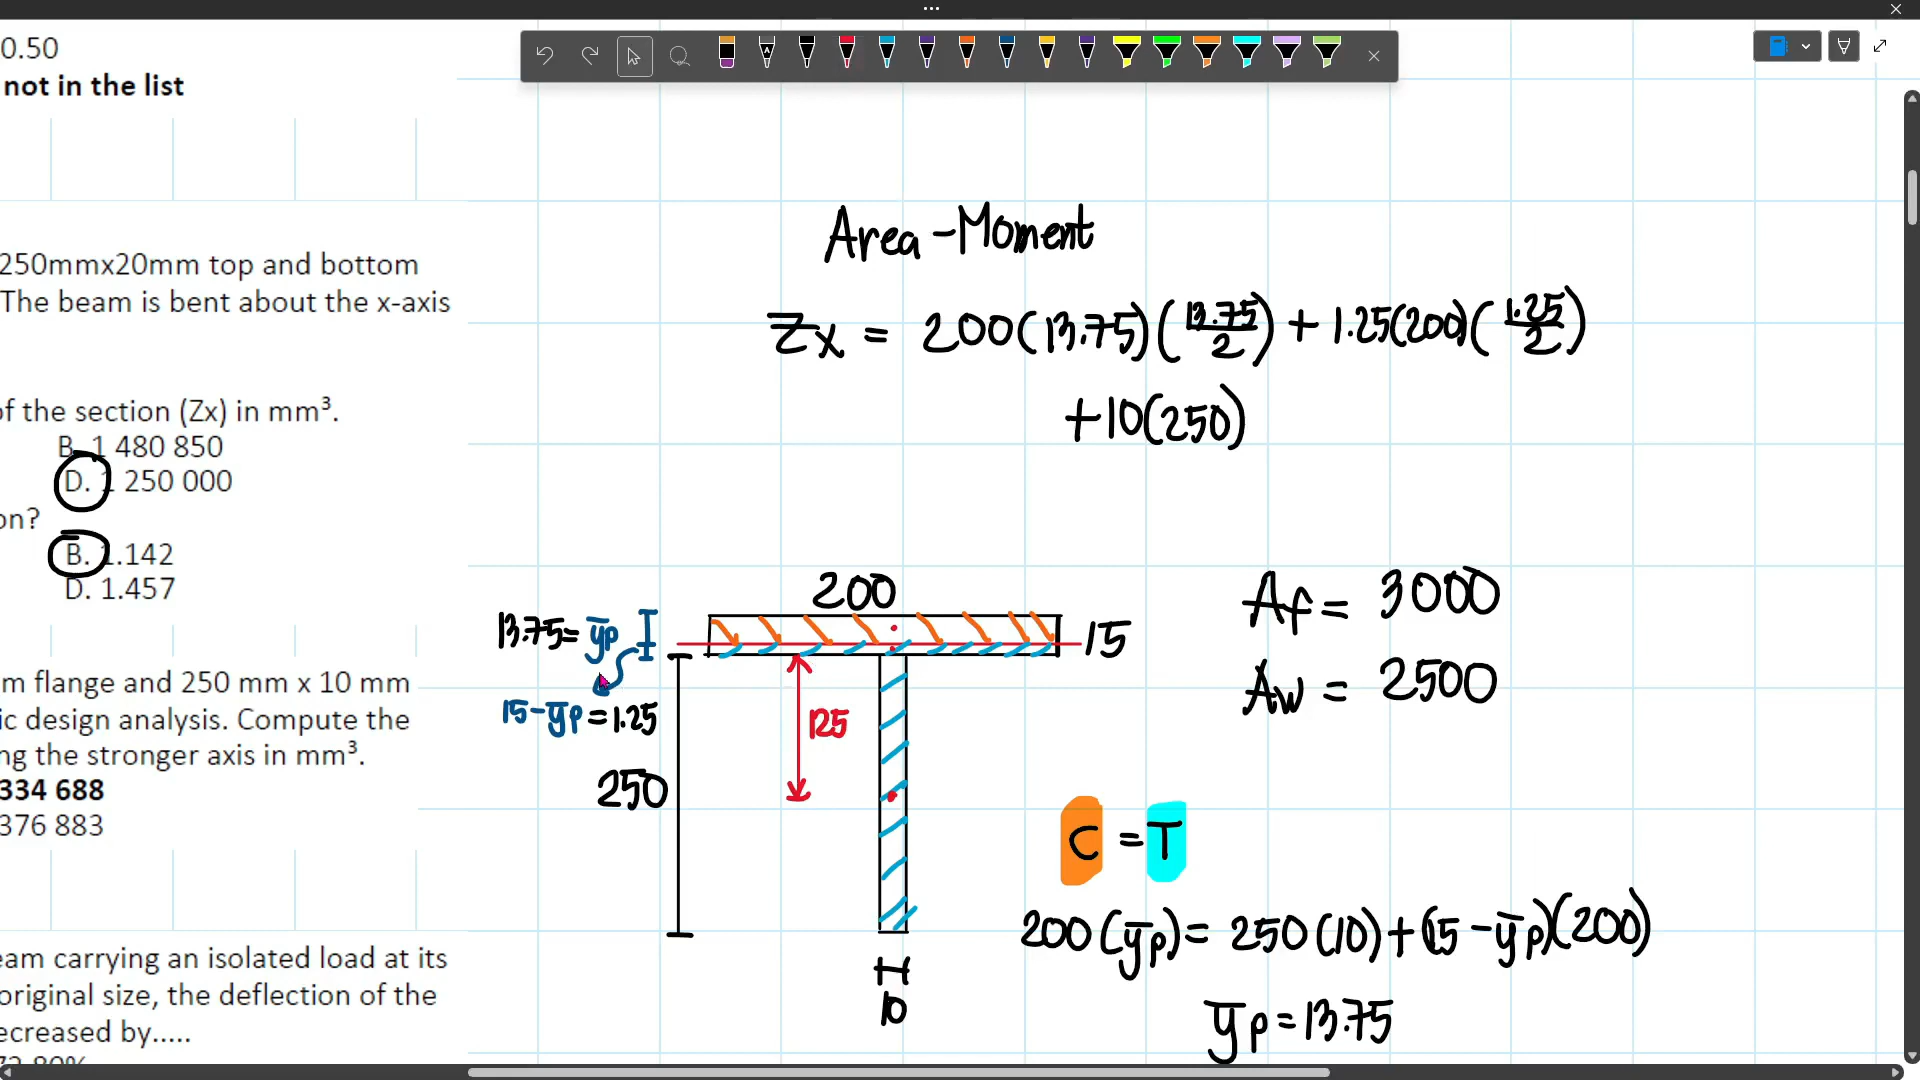 0.50
not in the list
250mmx20mm top and bottom
The beam is bent about the x-axis
of the section (Zx) in mm³.
B. 1 480 850
D. 1 250 000
on?
B. 1.142
D. 1.457
m flange and 250 mm x 10 mm
ic design analysis. Compute the
ng the stronger axis in mm³.
334 688
376 883
eam carrying an isolated load at its
original size, the deflection of the
ecreased by.....
Area-Moment
Zx = 200(13.75)(13.75/2) + 1.25(200)(1.25/2)
+10(250)
200
13.75= y̅p
15
15-y̅p=1.25
125
250
10
Af = 3000
Aw = 2500
C = T
200(y̅p)= 250(10)+(15-y̅p)(200)
y̅p=13.75